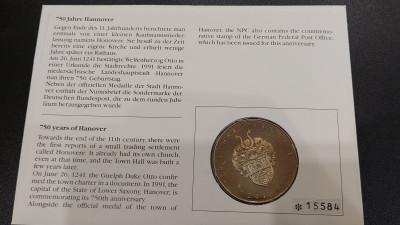 750 Jahre Hannover
Gegen Ende des 11. Jahrhunderts berichtete man
erstmals von einer kleinen Kaufmannsnieder-
lassung namens Honovere. Sie besaß zu der Zeit
bereits eine eigene Kirche und erhielt wenige
Jahre später ein Rathaus.
Am 26. Juni 1241 bestätigte Welfenherzog Otto in
einer Urkunde die Stadtrechte. 1991 feiert die
niedersächsische Landeshauptstadt Hannover
nun ihren 750. Geburtstag.
Neben der offiziellen Medaille der Stadt Hanno-
ver enthält der Numisbrief die Sondermarke der
Deutschen Bundespost, die zu dem runden Jubi-
läum herausgegeben wurde.
750 years of Hanover
Towards the end of the 11th century, there were
the first reports of a small trading settlement
called Honovere. It already had its own church,
even at that time, and the Town Hall was built a
few years later.
On June 26, 1241, the Guelph Duke Otto confir-
med the town charter in a document. In 1991, the
capital of the State of Lower Saxony, Hanover, is
commemorating its 750th anniversary.
Alongside the official medal of the town of
Hanover, the NPC also contains the commemo-
rative stamp of the German Federal Post Office,
which has been issued for this anniversary.
* 15584